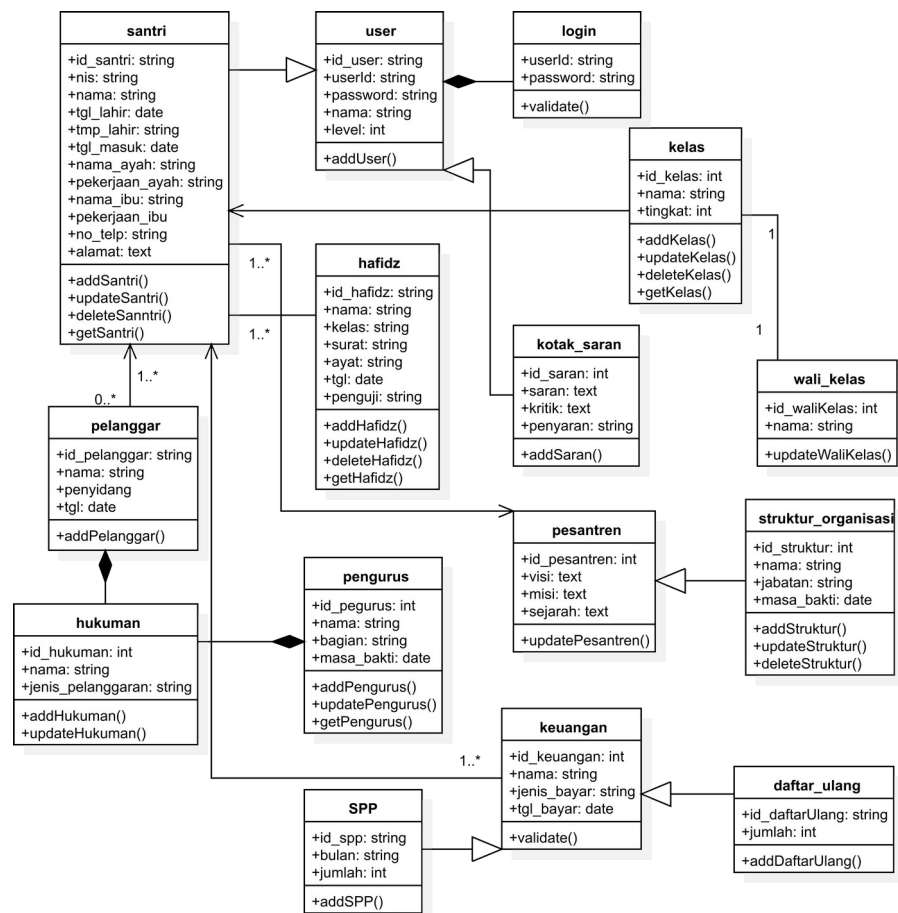 santri
+id_santri: string
+nis: string
+nama: string
+tgl_lahir: date
+tmp_lahir: string
+tgl_masuk: date
+nama_ayah: string
+pekerjaan_ayah: string
+nama_ibu: string
+pekerjaan_ibu
+no_telp: string
+alamat: text
+addSantri()
+updateSantri()
+deleteSanntri()
+getSantri()
user
+id_user: string
+userId: string
+password: string
+nama: string
+level: int
+addUser()
login
+userId: string
+password: string
+validate()
kelas
+id_kelas: int
+nama: string
+tingkat: int
+addKelas()
+updateKelas()
+deleteKelas()
+getKelas()
1
1
1..*
1..*
hafidz
+id_hafidz: string
+nama: string
+kelas: string
+surat: string
+ayat: string
+tgl: date
+penguji: string
+addHafidz()
+updateHafidz()
+deleteHafidz()
+getHafidz()
kotak_saran
+id_saran: int
+saran: text
+kritik: text
+penyaran: string
+addSaran()
wali_kelas
+id_waliKelas: int
+nama: string
+updateWaliKelas()
1..*
0..*
pelanggar
+id_pelanggar: string
+nama: string
+penyidang
+tgl: date
+addPelanggar()
pesantren
+id_pesantren: int
+visi: text
+misi: text
+sejarah: text
+updatePesantren()
struktur_organisasi
+id_struktur: int
+nama: string
+jabatan: string
+masa_bakti: date
+addStruktur()
+updateStruktur()
+deleteStruktur()
pengurus
+id_pegurus: int
+nama: string
+bagian: string
+masa_bakti: date
+addPengurus()
+updatePengurus()
+getPengurus()
hukuman
+id_hukuman: int
+nama: string
+jenis_pelanggaran: string
+addHukuman()
+updateHukuman()
1..*
keuangan
+id_keuangan: int
+nama: string
+jenis_bayar: string
+tgl_bayar: date
+validate()
daftar_ulang
+id_daftarUlang: string
+jumlah: int
+addDaftarUlang()
SPP
+id_spp: string
+bulan: string
+jumlah: int
+addSPP()